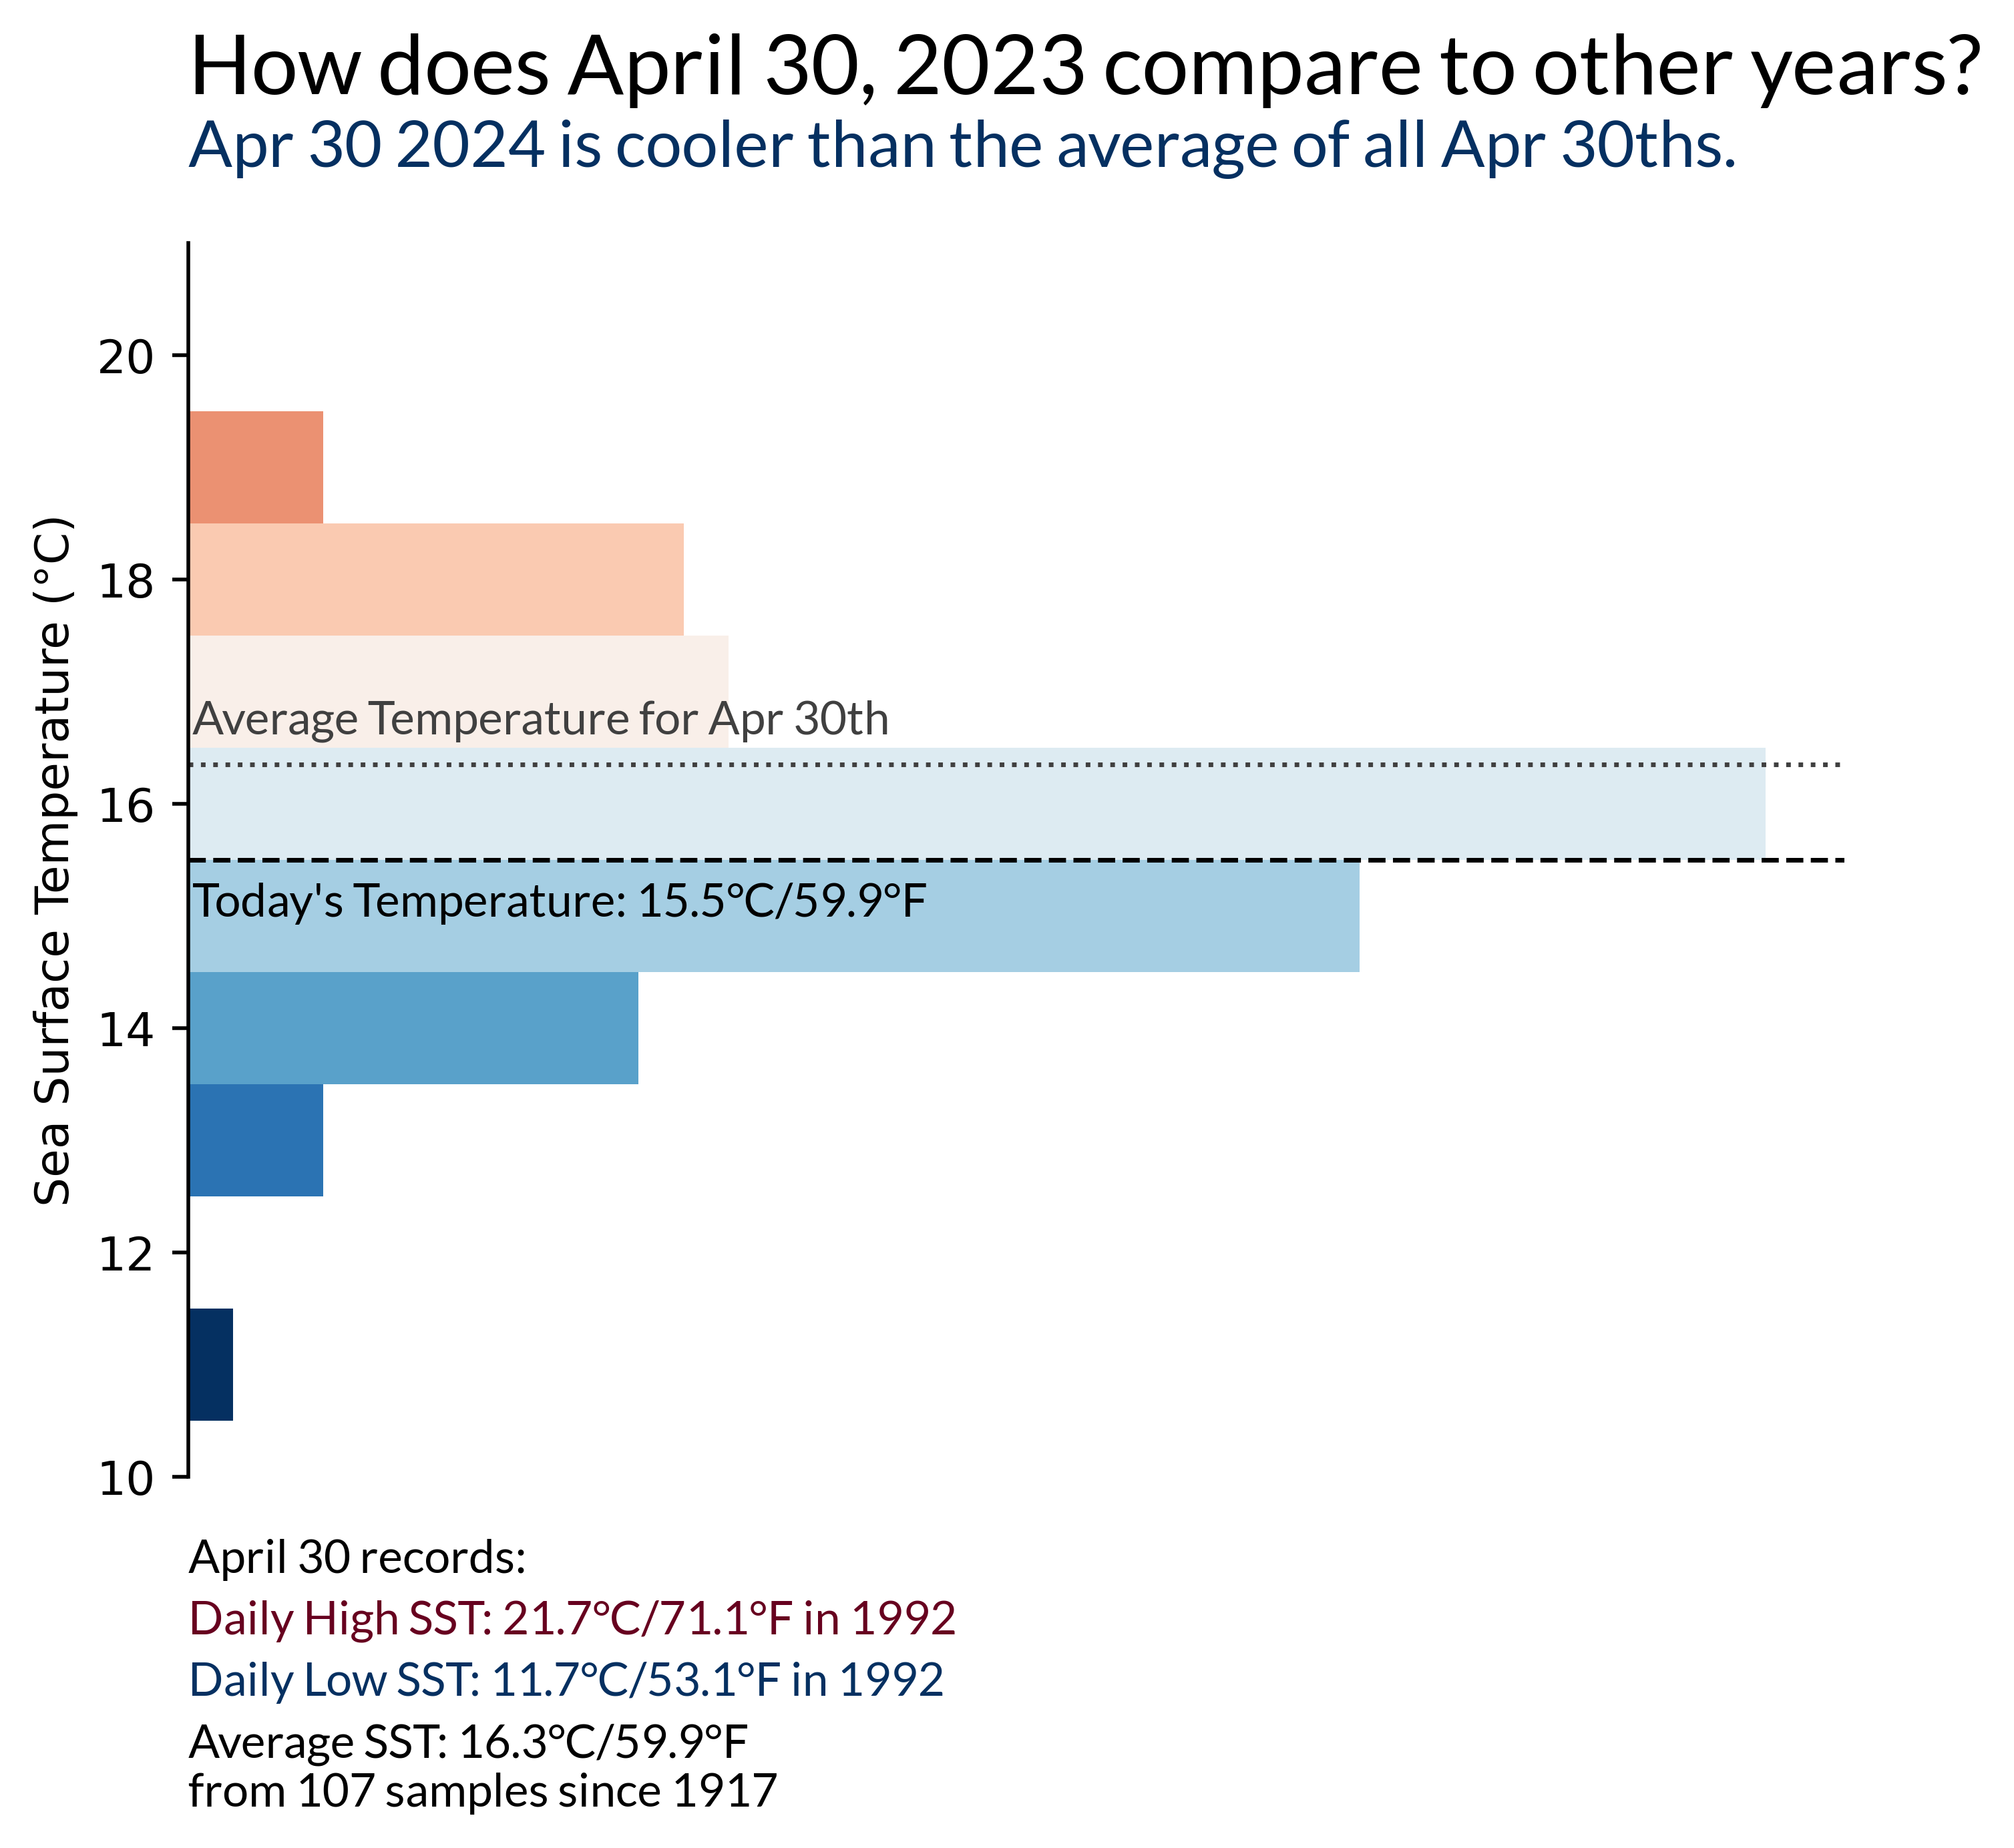 How does April 30, 2023 compare to other years?
Apr 30 2024 is cooler than the average of all Apr 30ths.
Sea Surface Temperature (°C)
20
18
Average Temperature for Apr 30th
16
Today's Temperature: 15.5°C/59.9°F
14
12
10
April 30 records:
Daily High SST: 21.7°C/71.1°F in 1992
Daily Low SST: 11.7°C/53.1°F in 1992
Average SST: 16.3°C/59.9°F
from 107 samples since 1917